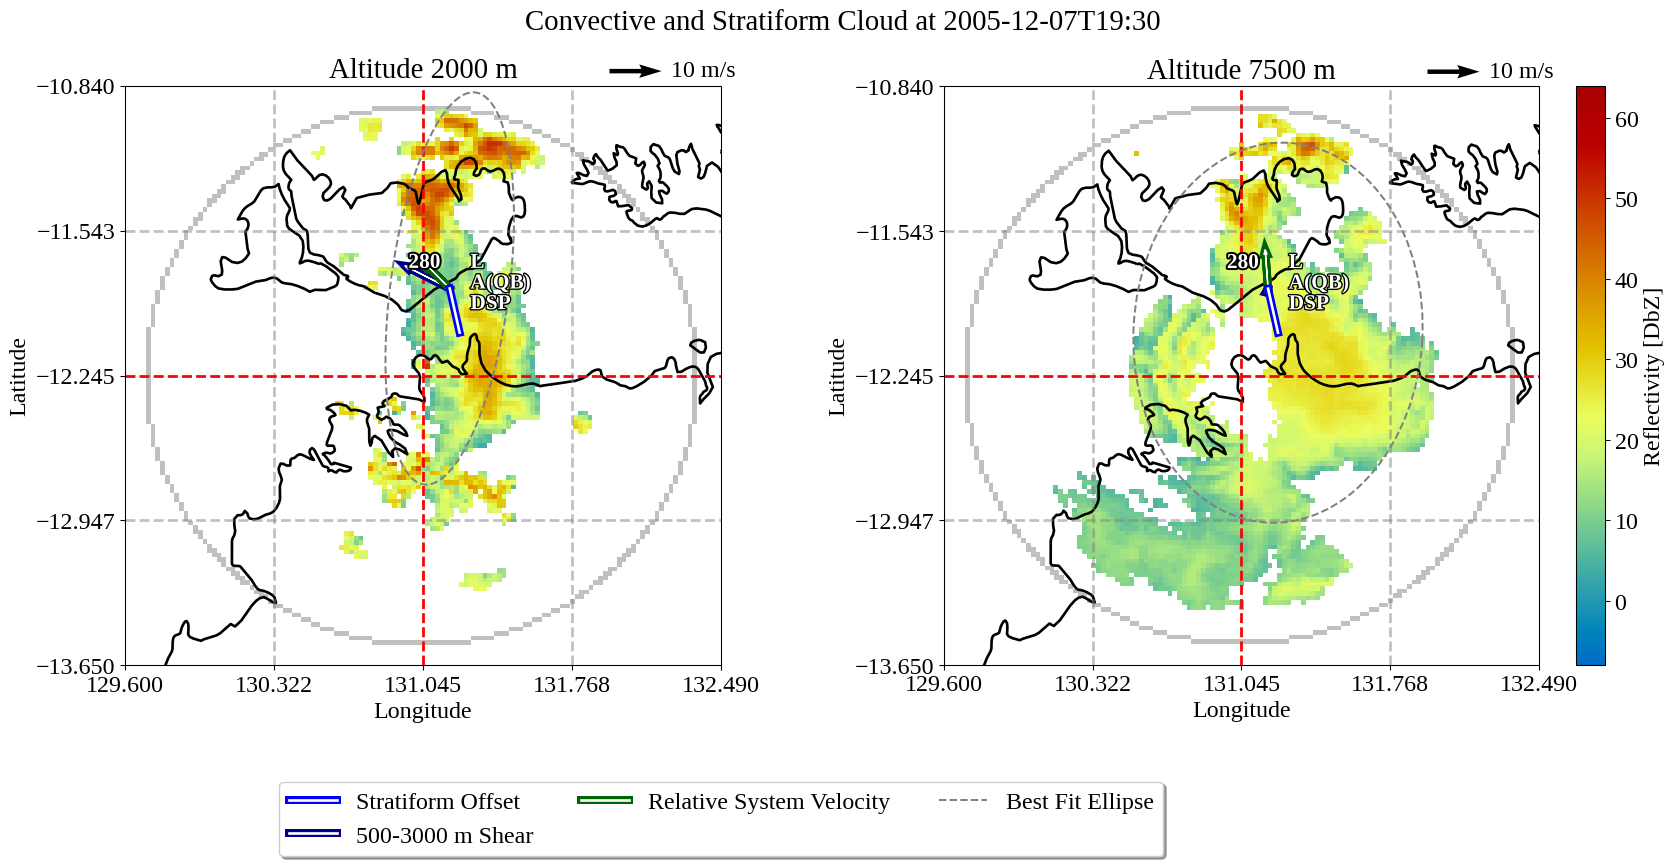 Convective and Stratiform Cloud at 2005-12-07T19:30
Altitude 2000 m
10 m/s
−10.840
−11.543
−12.245
−12.947
−13.650
129.600
130.322
131.045
131.768
132.490
Latitude
Longitude
280
L
A(QB)
DSP
Altitude 7500 m
10 m/s
−10.840
−11.543
−12.245
−12.947
−13.650
129.600
130.322
131.045
131.768
132.490
Latitude
Longitude
280
L
A(QB)
DSP
60
50
40
30
20
10
0
Reflectivity [DbZ]
Stratiform Offset
500-3000 m Shear
Relative System Velocity
Best Fit Ellipse